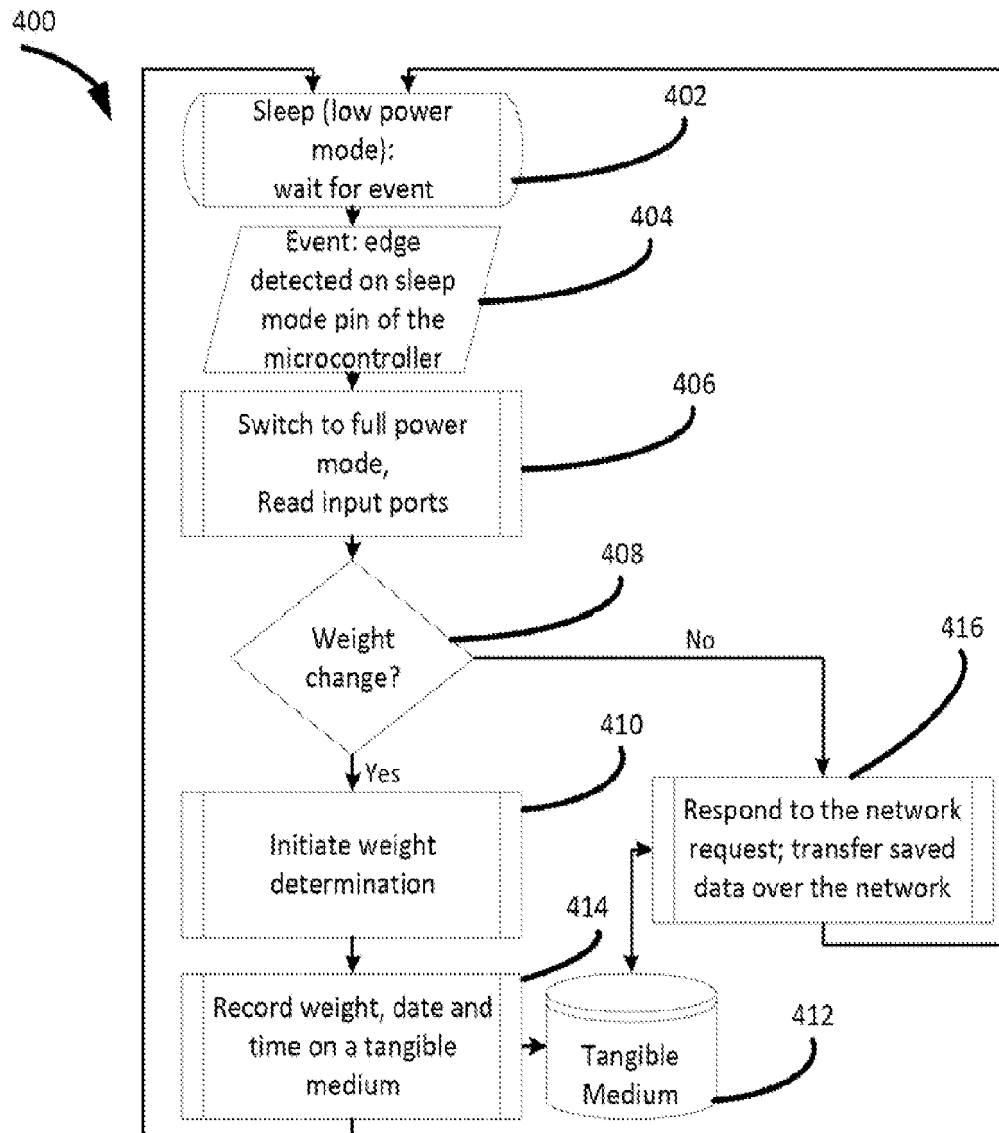 400
Sleep (low power
mode):
wait for event
402
Event: edge
detected on sleep
mode pin of the
microcontroller
404
Switch to full power
mode,
Read input ports
406
Weight
change?
408
No
Yes
Initiate weight
determination
410
Respond to the network
request; transfer saved
data over the network
416
Record weight, date and
time on a tangible
medium
414
Tangible
Medium
412